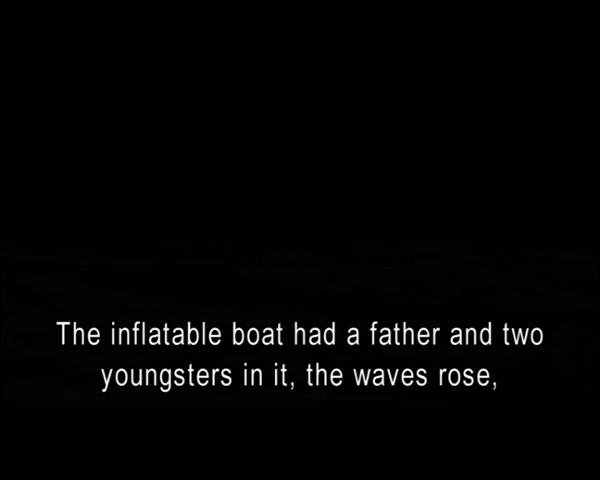 The inflatable boat had a father and two
youngsters in it, the waves rose,